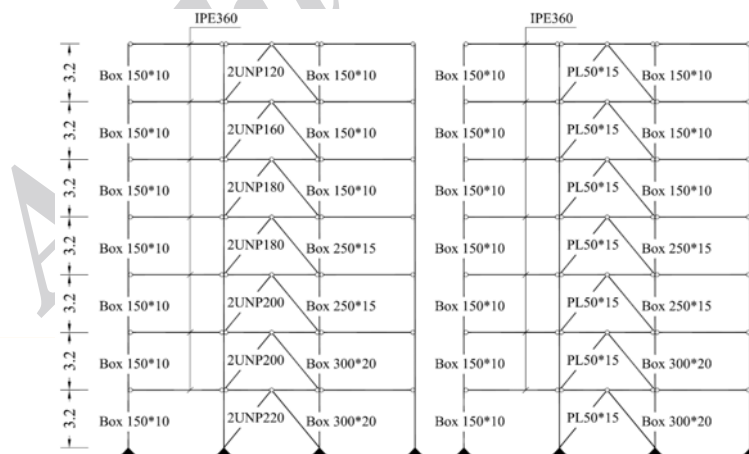 IPE360 IPE360
3.2 Box 150*10 2UNP120 Box 150*10 Box 150*10 PL50*15 Box 150*10
3.2 Box 150*10 2UNP160 Box 150*10 Box 150*10 PL50*15 Box 150*10
3.2 Box 150*10 2UNP180 Box 150*10 Box 150*10 PL50*15 Box 150*10
3.2 Box 150*10 2UNP180 Box 250*15 Box 150*10 PL50*15 Box 250*15
3.2 Box 150*10 2UNP200 Box 250*15 Box 150*10 PL50*15 Box 250*15
3.2 Box 150*10 2UNP200 Box 300*20 Box 150*10 PL50*15 Box 300*20
3.2 Box 150*10 2UNP220 Box 300*20 Box 150*10 PL50*15 Box 300*20